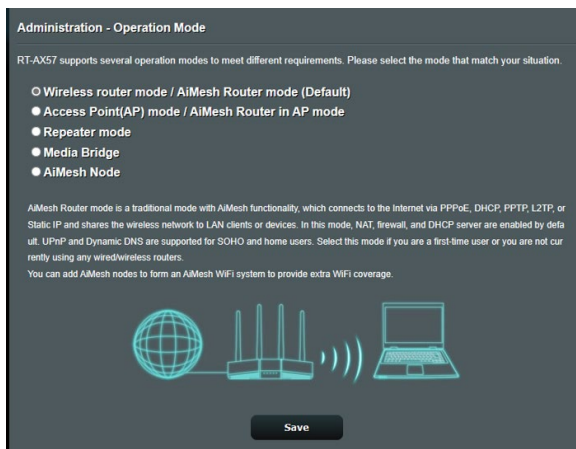 Administration - Operation Mode
RT-AX57 supports several operation modes to meet different requirements. Please select the mode that match your situation.
Wireless router mode / AiMesh Router mode (Default)
Access Point(AP) mode / AiMesh Router in AP mode
Repeater mode
Media Bridge
AiMesh Node
AiMesh Router mode is a traditional mode with AiMesh functionality, which connects to the Internet via PPPoE, DHCP, PPTP, L2TP, or
Static IP and shares the wireless network to LAN clients or devices. In this mode, NAT, firewall, and DHCP server are enabled by defa
ult. UPnP and Dynamic DNS are supported for SOHO and home users. Select this mode if you are a first-time user or you are not cur
rently using any wired/wireless routers.
You can add AiMesh nodes to form an AiMesh WiFi system to provide extra WiFi coverage.
Save